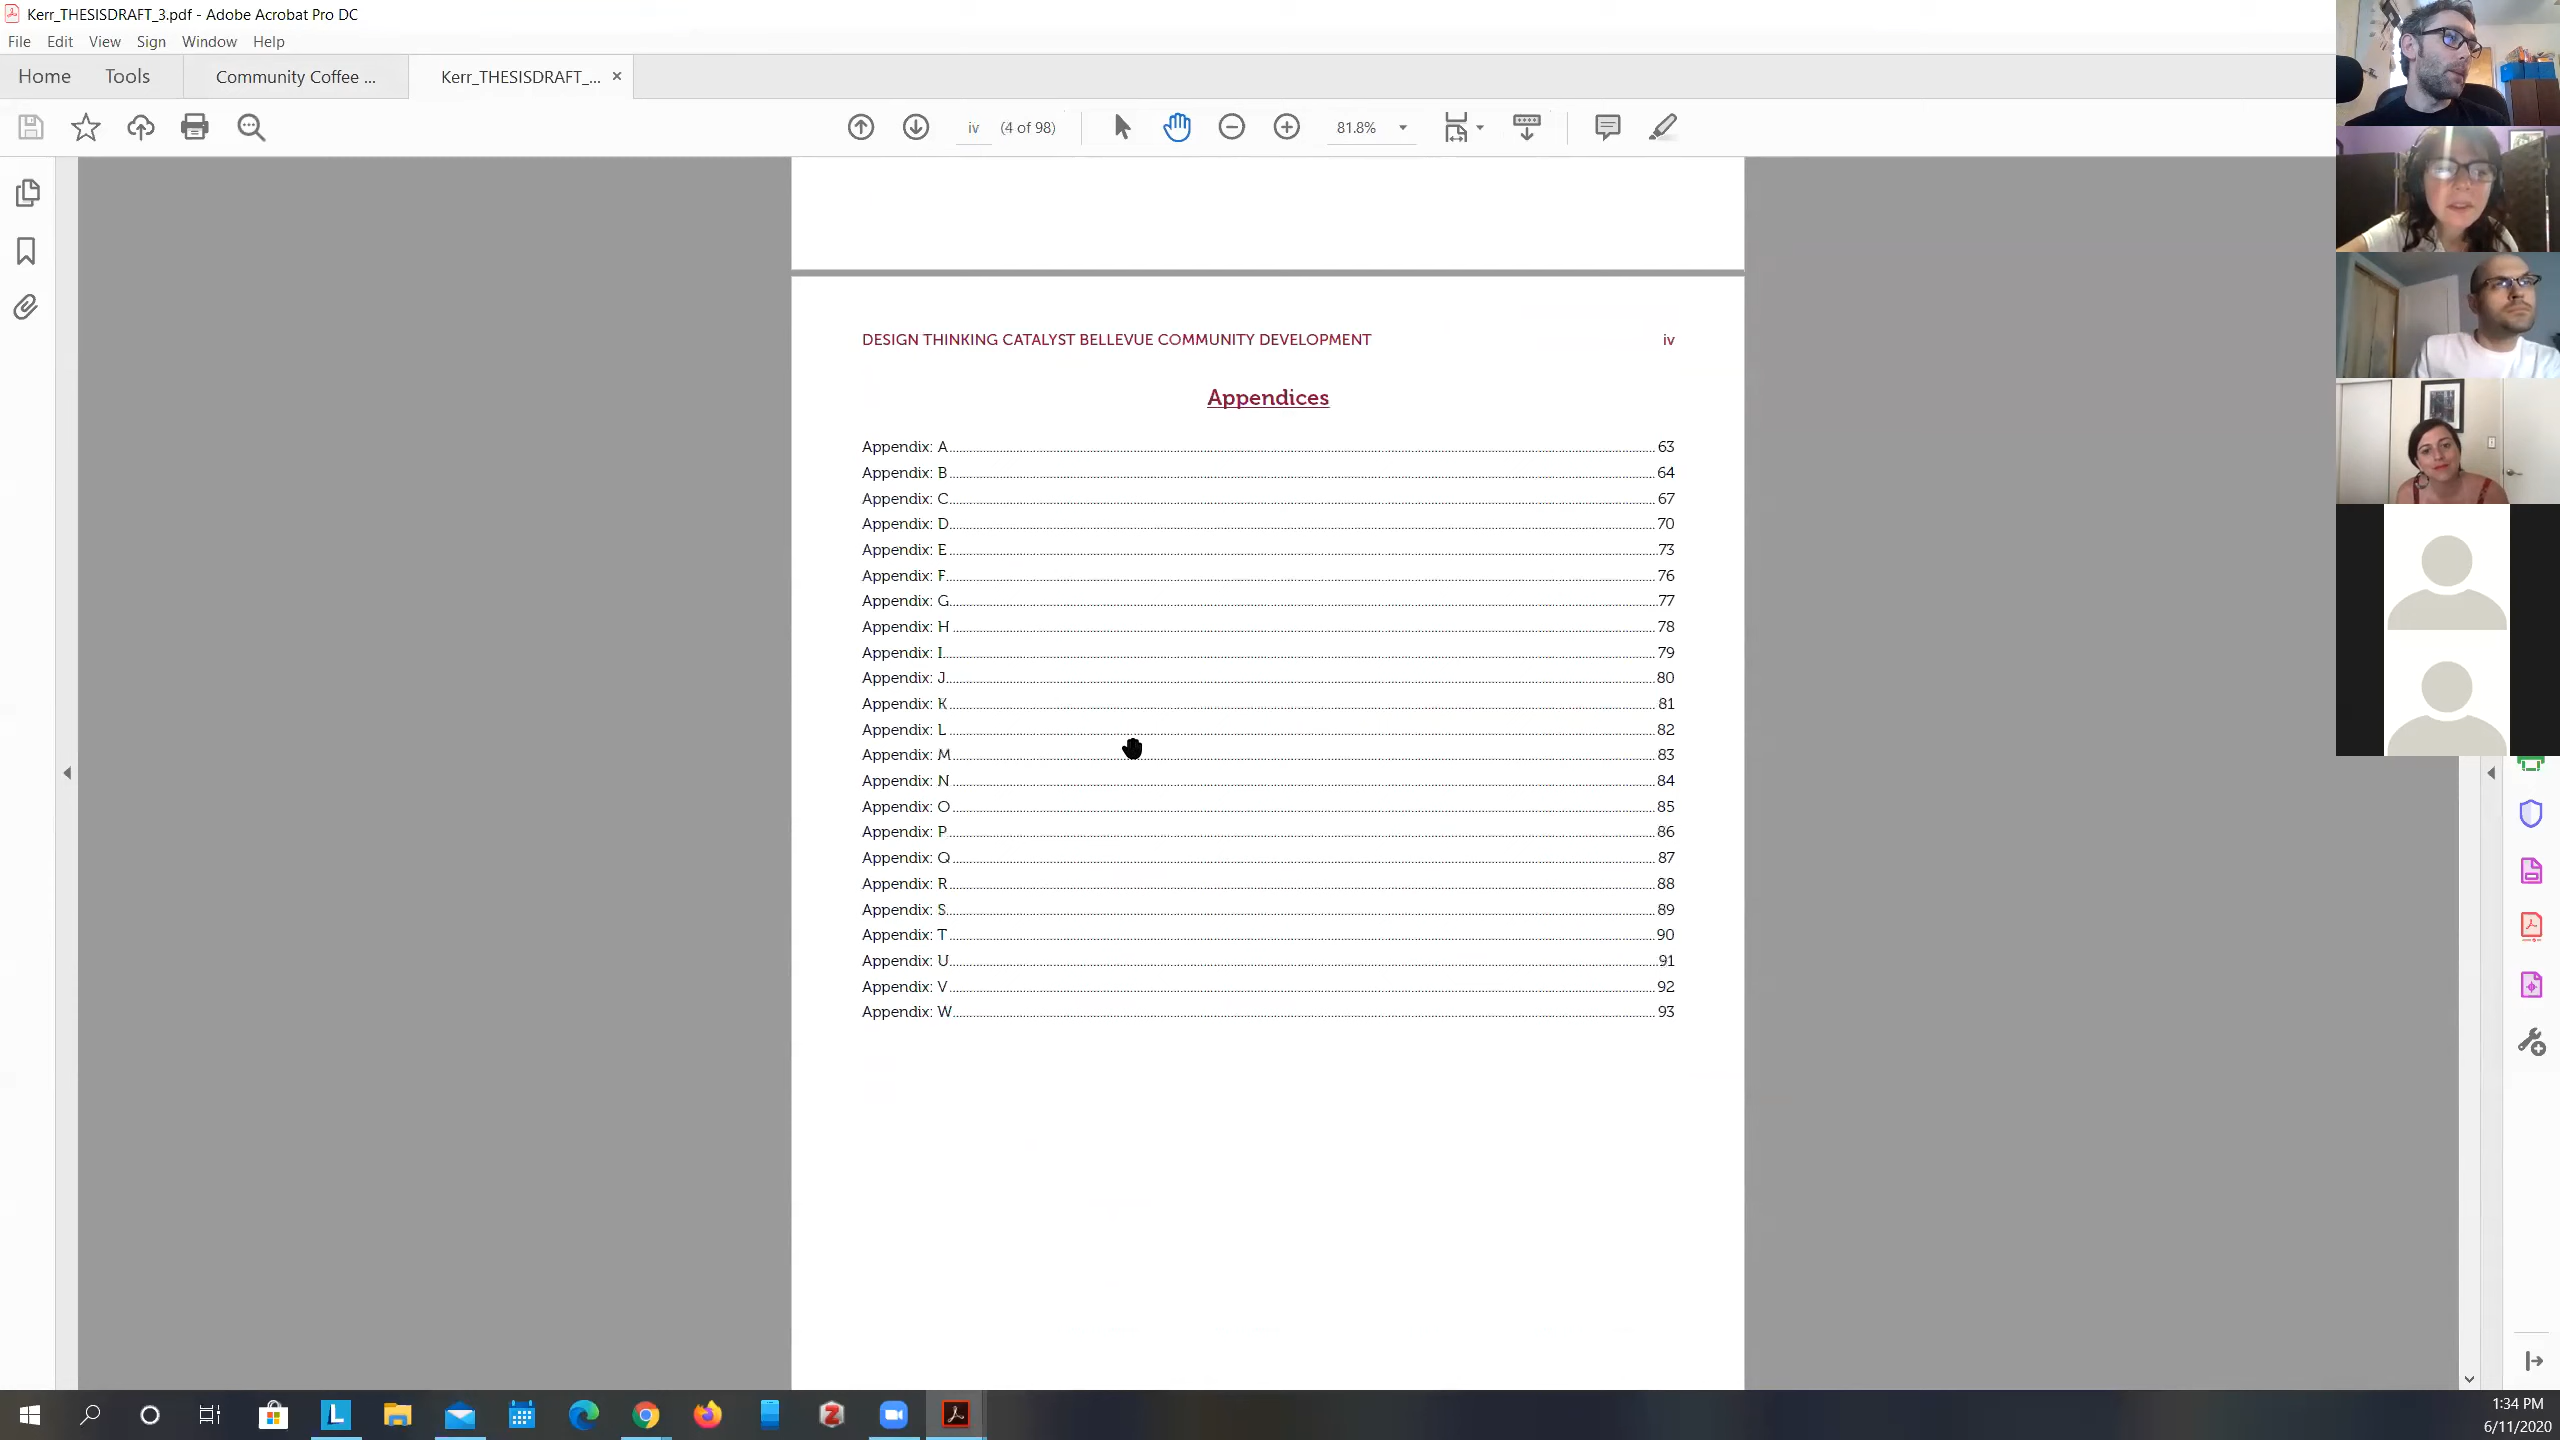 Kerr_THESISDRAFT_3.pdf - Adobe Acrobat Pro DC
File Edit View Sign Window Help
Home Tools Community Coffee ... Kerr_THESISDRAFT_... ×
iv (4 of 98) 81.8%
DESIGN THINKING CATALYST BELLEVUE COMMUNITY DEVELOPMENT iv
Appendices
Appendix: A 63
Appendix: B 64
Appendix: C 67
Appendix: D 70
Appendix: E 73
Appendix: F 76
Appendix: G 77
Appendix: H 78
Appendix: I 79
Appendix: J 80
Appendix: K 81
Appendix: L 82
Appendix: M 83
Appendix: N 84
Appendix: O 85
Appendix: P 86
Appendix: Q 87
Appendix: R 88
Appendix: S 89
Appendix: T 90
Appendix: U 91
Appendix: V 92
Appendix: W 93
L
Z
1:34 PM
6/11/2020